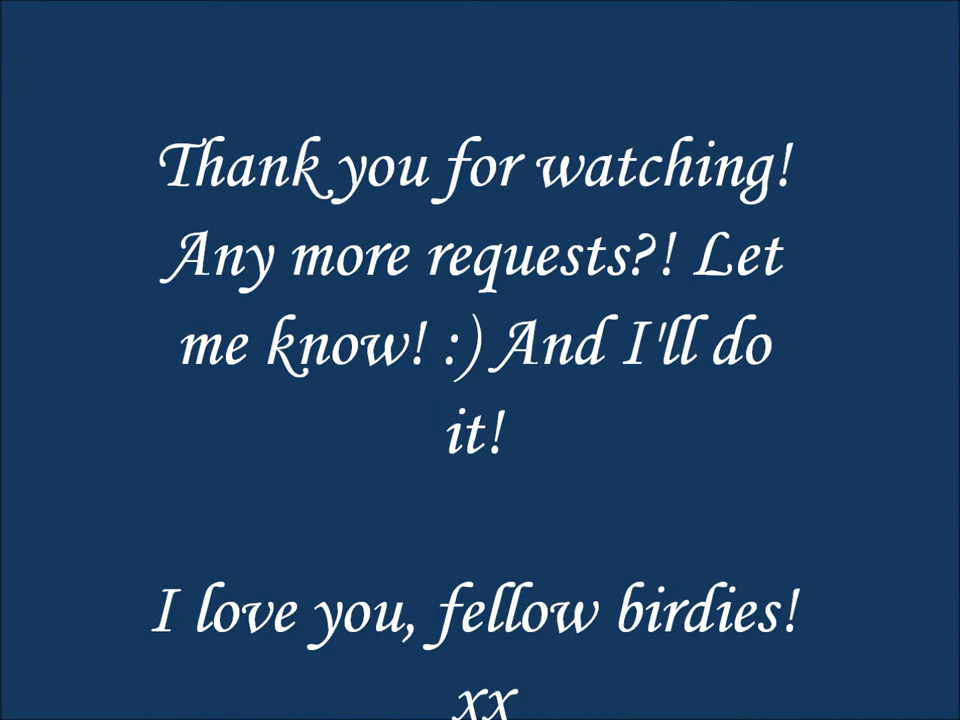 Thank you for watching!
Any more requests?! Let
me know! :) And I'll do
it!
I love you, fellow birdies!
xx